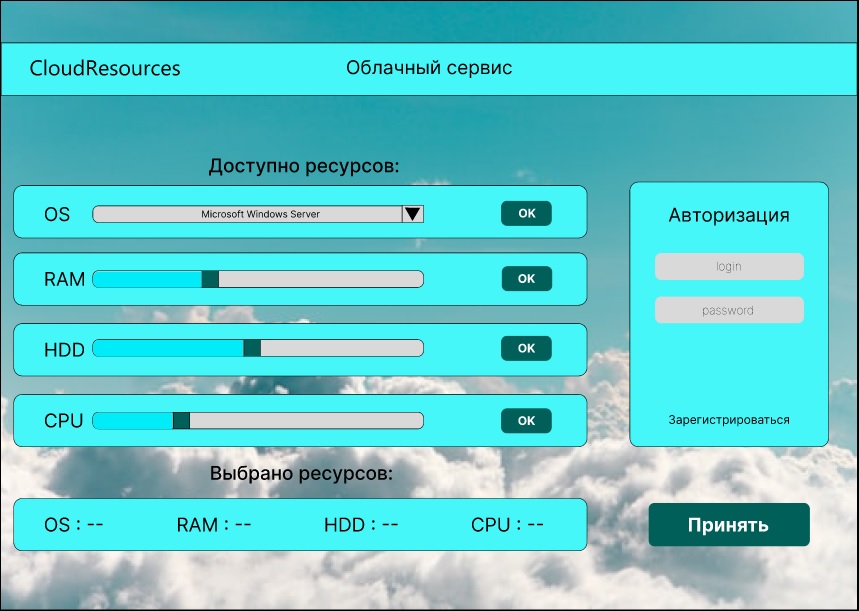 CloudResources
Облачный сервис
Доступно ресурсов:
OS
Microsoft Windows Server
OK
RAM
OK
HDD
OK
CPU
OK
Авторизация
login
password
Зарегистрироваться
Выбрано ресурсов:
OS : -- RAM : -- HDD : -- CPU : --
Принять